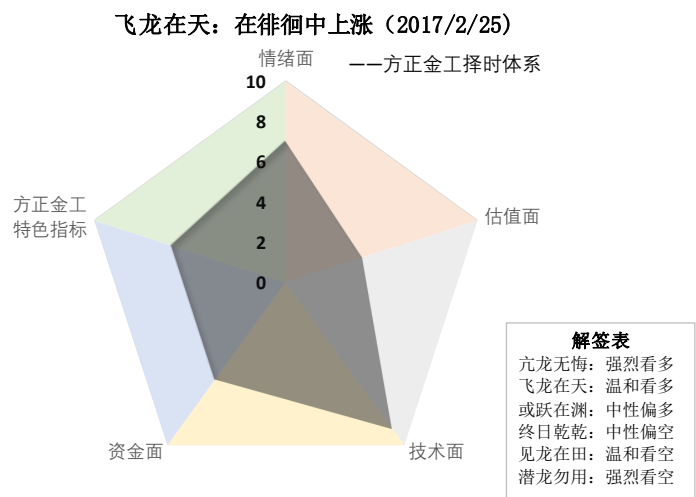 飞龙在天：在徘徊中上涨（2017/2/25)
情绪面
——方正金工择时体系
10
8
6
4
2
0
方正金工
特色指标
估值面
资金面
技术面
解签表
亢龙无悔：强烈看多
飞龙在天：温和看多
或跃在渊：中性偏多
终日乾乾：中性偏空
见龙在田：温和看空
潜龙勿用：强烈看空